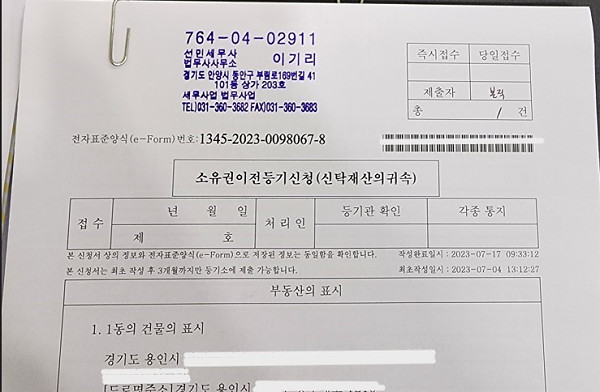 764-04-02911
선민세무사
법무사사무소 이기리
경기도 안양시 동안구 부림로169번길 41
101동 상가 203호
세무사업 법무사업
TEL)031-360-3682 FAX)031-360-3683
즉시접수 당일접수
제출자 본직
총 / 건
전자표준양식(e-Form)번호:1345-2023-0098067-8
소유권이전등기신청(신탁재산의귀속)
접수 년 월 일 처리인 등기관 확인 각종 통지
제 호
본 신청서 상의 정보와 전자표준양식(e-Form)으로 저장된 정보는 동일함을 확인합니다. 작성완료일시 : 2023-07-17 09:33:12
본 신청서는 최초 작성 후 3개월까지만 등기소에 제출 가능합니다. 최초작성일시 : 2023-07-04 13:12:27
부동산의 표시
1. 1동의 건물의 표시
경기도 용인시
[도로명주소]경기도 용인시